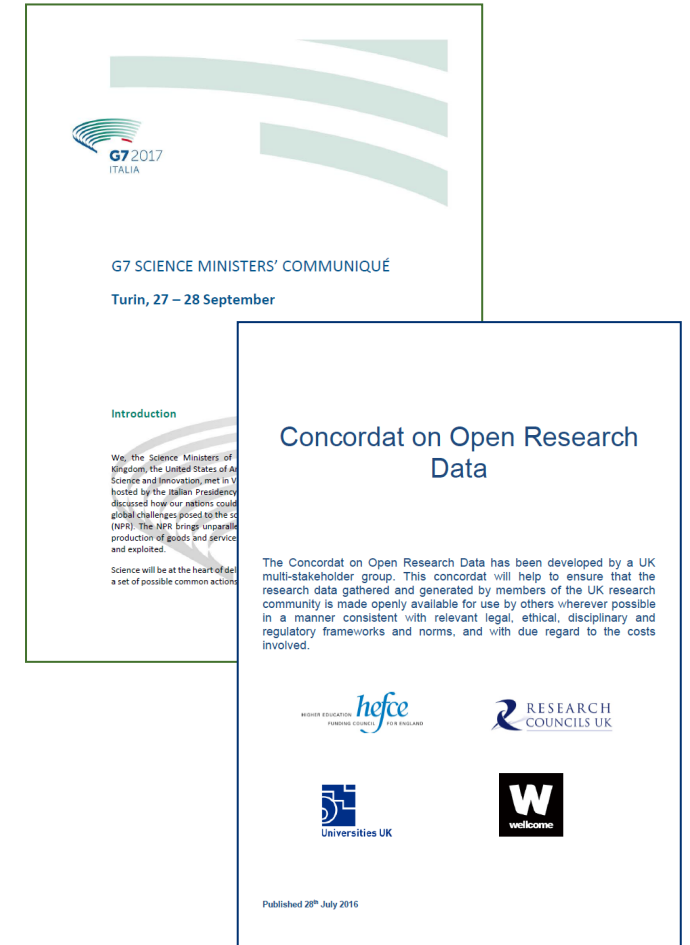 G7 2017
ITALIA
G7 SCIENCE MINISTERS’ COMMUNIQUÉ
Turin, 27 – 28 September
Introduction
We, the Science Ministers of
Kingdom, the United States of
Science and Innovation, met in
hosted by the Italian Presidency
discussed how our nations could
global challenges posed to the
(NPR). The NPR brings
production of goods and
and exploited.
Science will be at the heart of
a set of possible common actions
Concordat on Open Research
Data
The Concordat on Open Research Data has been developed by a UK
multi-stakeholder group. This concordat will help to ensure that the
research data gathered and generated by members of the UK research
community is made openly available for use by others wherever possible
in a manner consistent with relevant legal, ethical, disciplinary and
regulatory frameworks and norms, and with due regard to the costs
involved.
HIGHER EDUCATION hefce
FUNDING COUNCIL FOR ENGLAND
RESEARCH
COUNCILS UK
Universities UK
W
wellcome
Published 28th July 2016